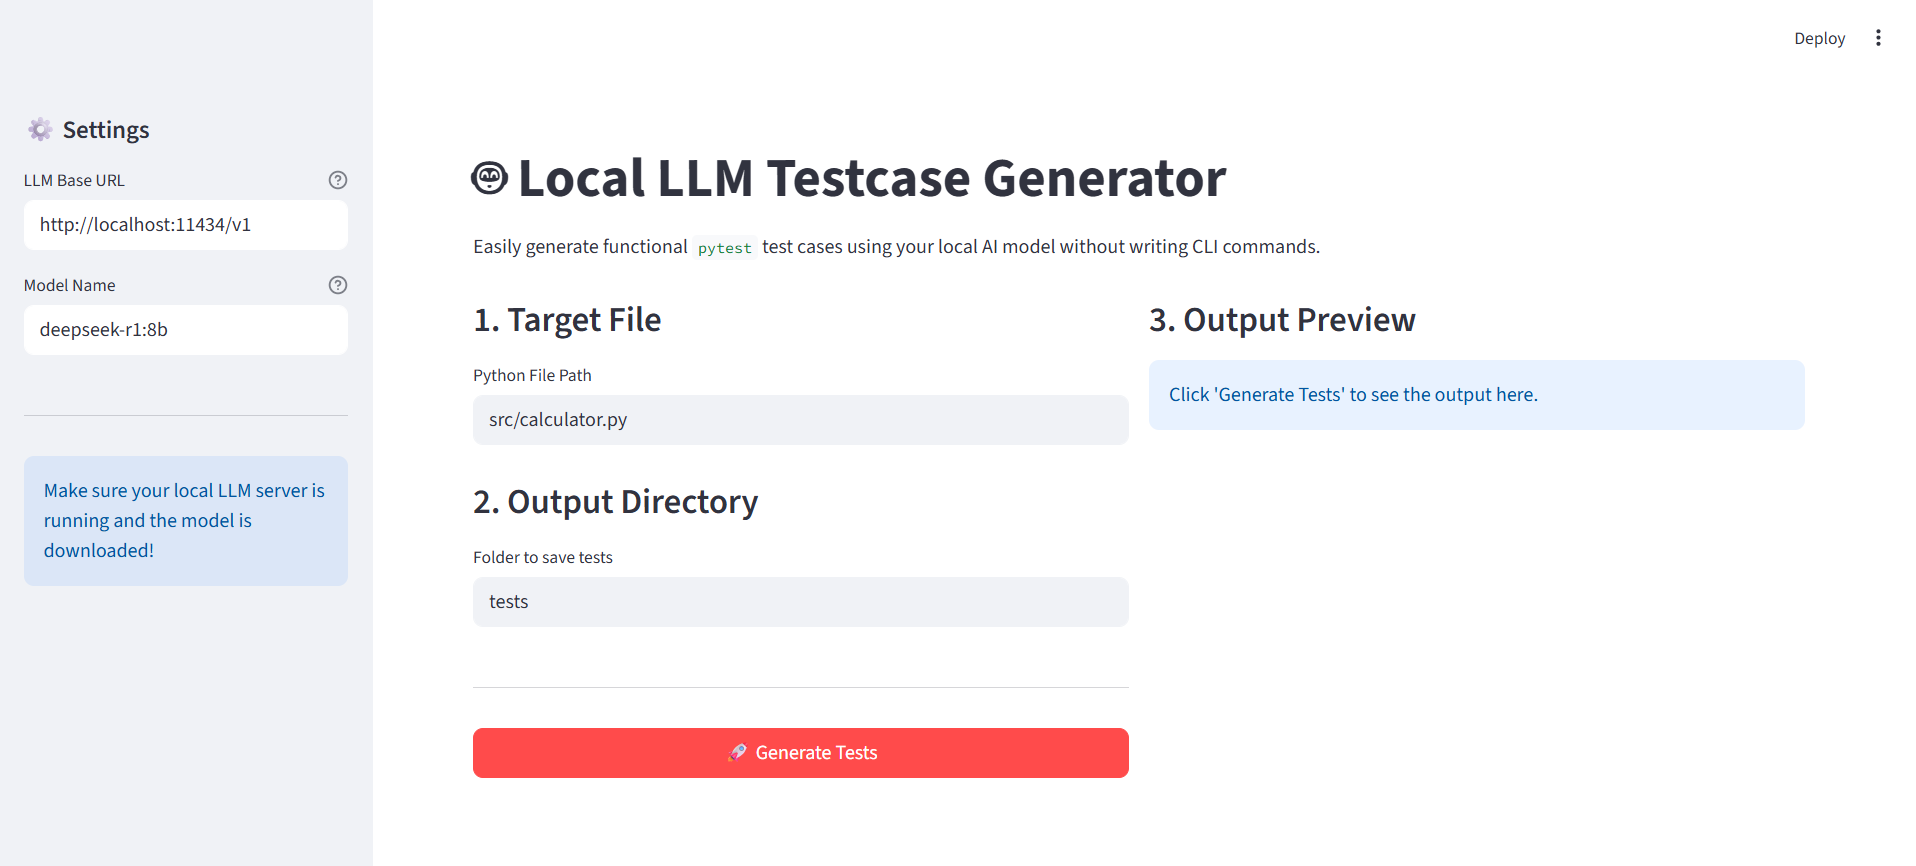 Deploy
Settings
LLM Base URL
http://localhost:11434/v1
Model Name
deepseek-r1:8b
Make sure your local LLM server is
running and the model is
downloaded!
Local LLM Testcase Generator
Easily generate functional pytest test cases using your local AI model without writing CLI commands.
1. Target File
Python File Path
src/calculator.py
2. Output Directory
Folder to save tests
tests
Generate Tests
3. Output Preview
Click 'Generate Tests' to see the output here.